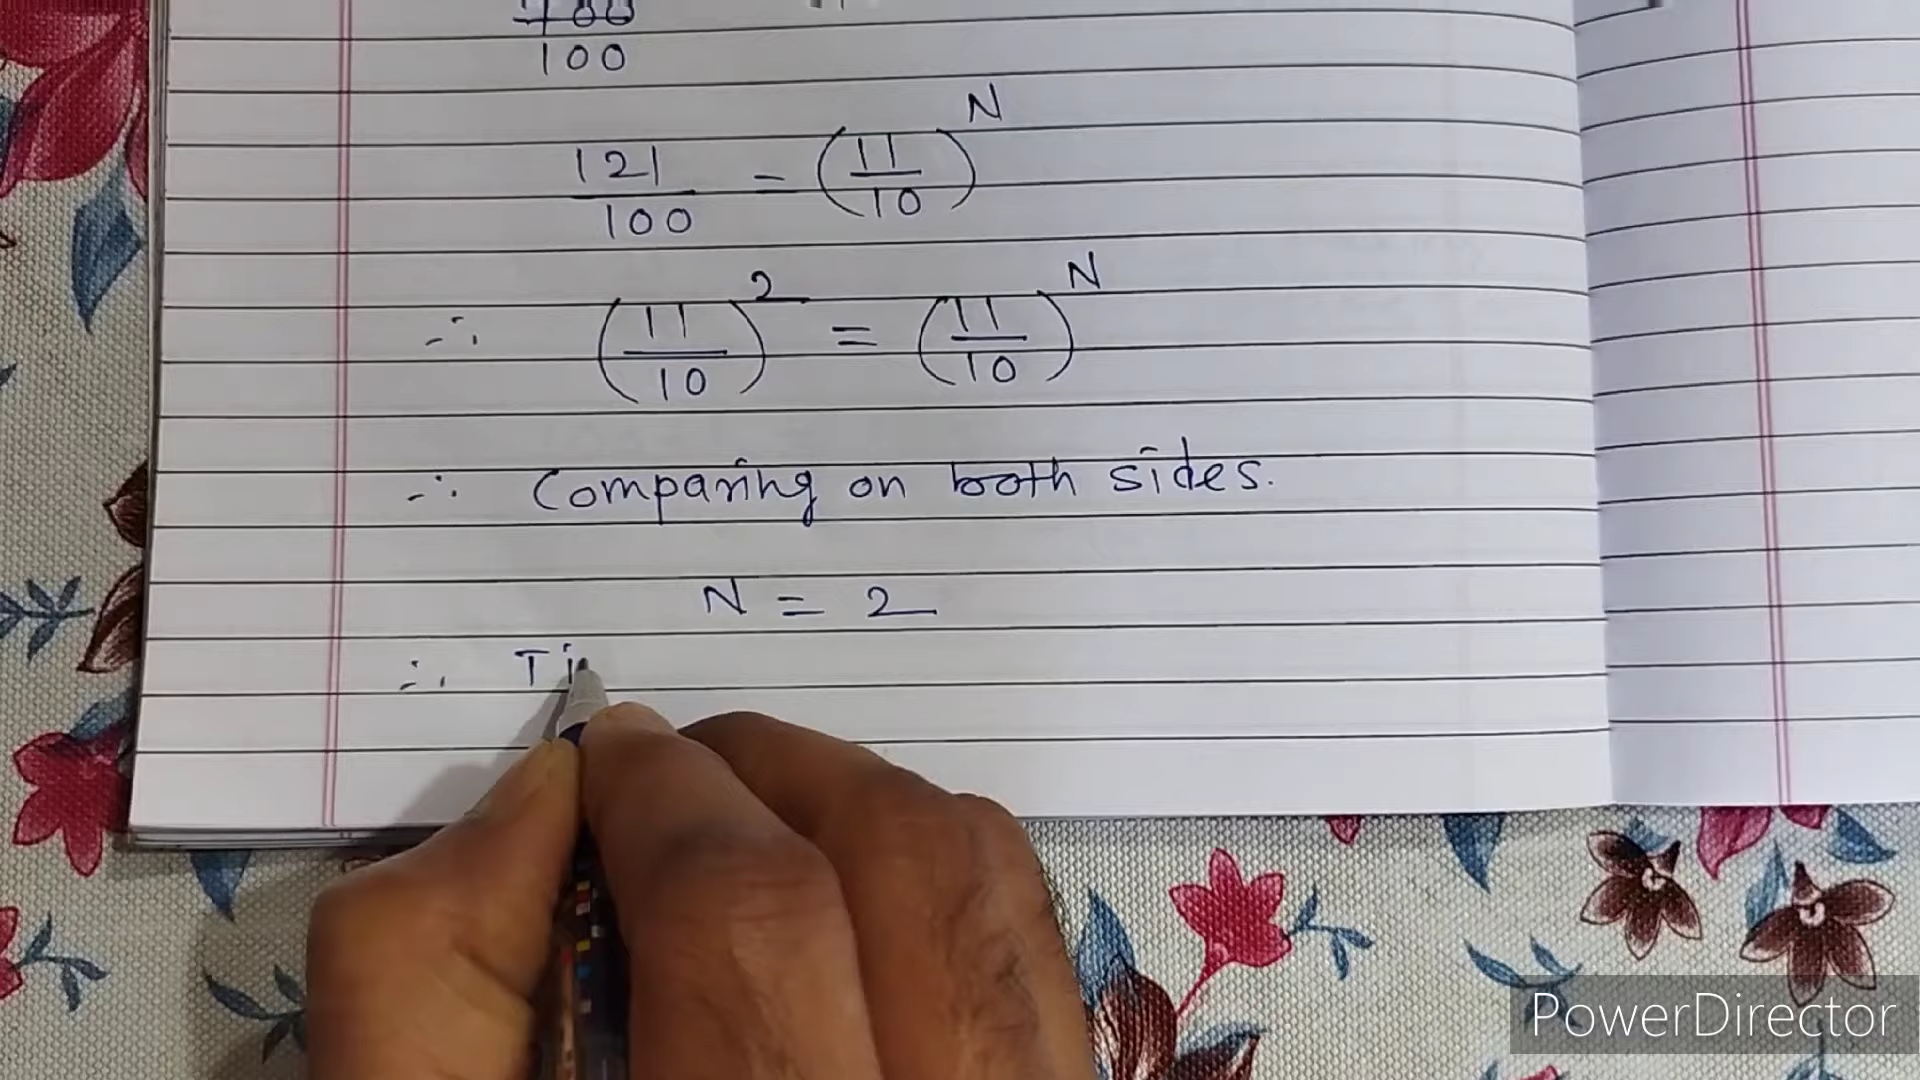 100
121/100 = (11/10)^N
∴ (11/10)^2 = (11/10)^N
∴ Comparing on both sides.
N = 2
∴ Ti
PowerDirector